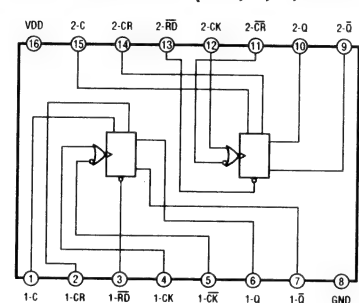 VDD 2-C 2-CR 2-R̅D̅ 2-CK 2-C̅R̅ 2-Q 2-Q̅
16 15 14 13 12 11 10 9
1 2 3 4 5 6 7 8
1-C 1-CR 1-R̅D̅ 1-CK 1-C̅K̅ 1-Q 1-Q̅ GND